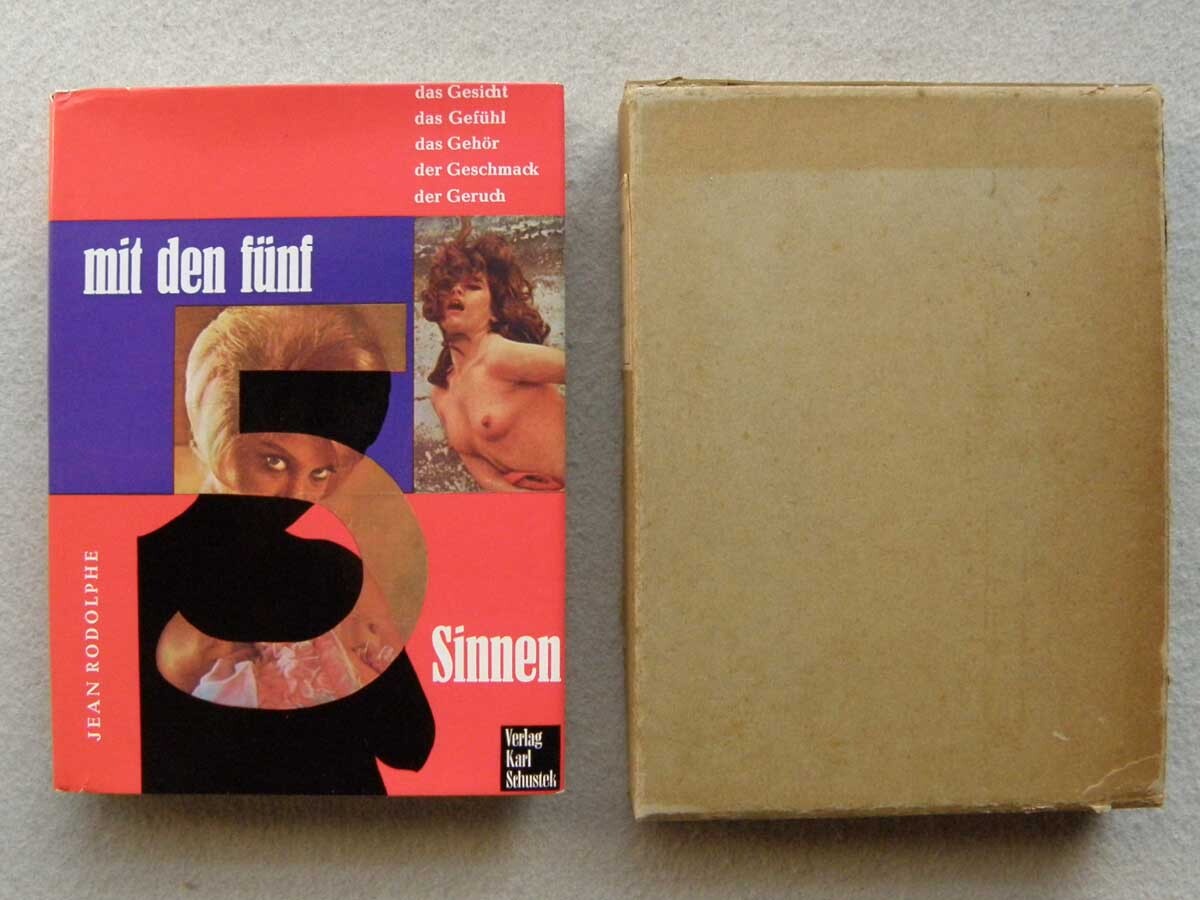 das Gesicht
das Gefühl
das Gehör
der Geschmack
der Geruch
mit den fünf
5
Sinnen
JEAN RODOLPHE
Verlag
Karl
Schustek